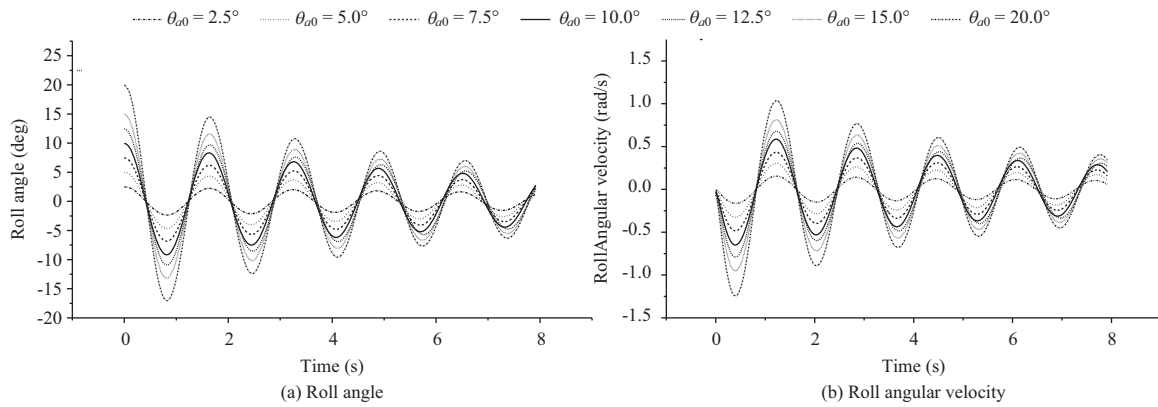 θa0 = 2.5° θa0 = 5.0° θa0 = 7.5° θa0 = 10.0° θa0 = 12.5° θa0 = 15.0° θa0 = 20.0°
25
20
15
10
5
0
-5
-10
-15
-20
Roll angle (deg)
0 2 4 6 8
Time (s)
(a) Roll angle
1.5
1.0
0.5
0.0
-0.5
-1.0
-1.5
RollAngular velocity (rad/s)
0 2 4 6 8
Time (s)
(b) Roll angular velocity